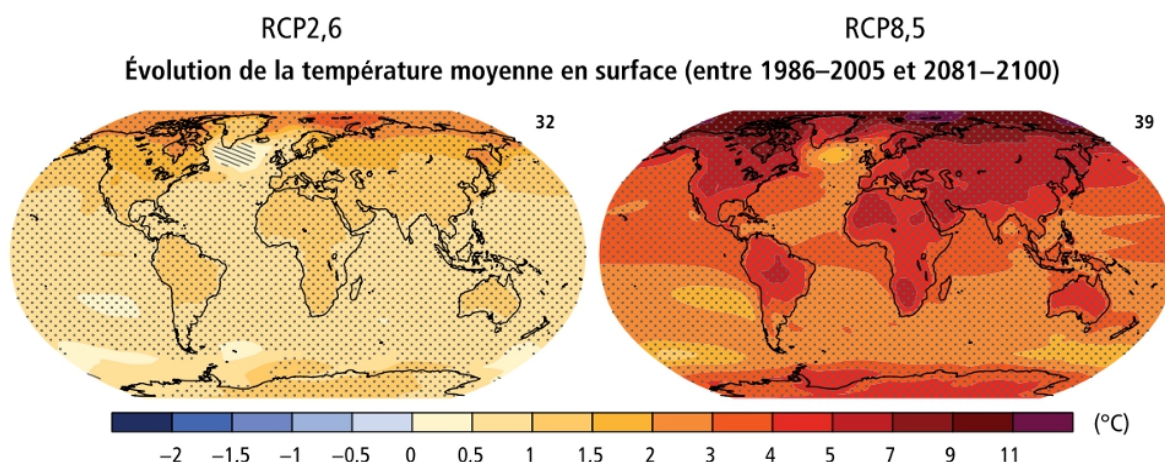 RCP2,6 RCP8,5
Évolution de la température moyenne en surface (entre 1986–2005 et 2081–2100)
32 39
–2 –1.5 –1 –0.5 0 0.5 1 1.5 2 3 4 5 7 9 11 (°C)